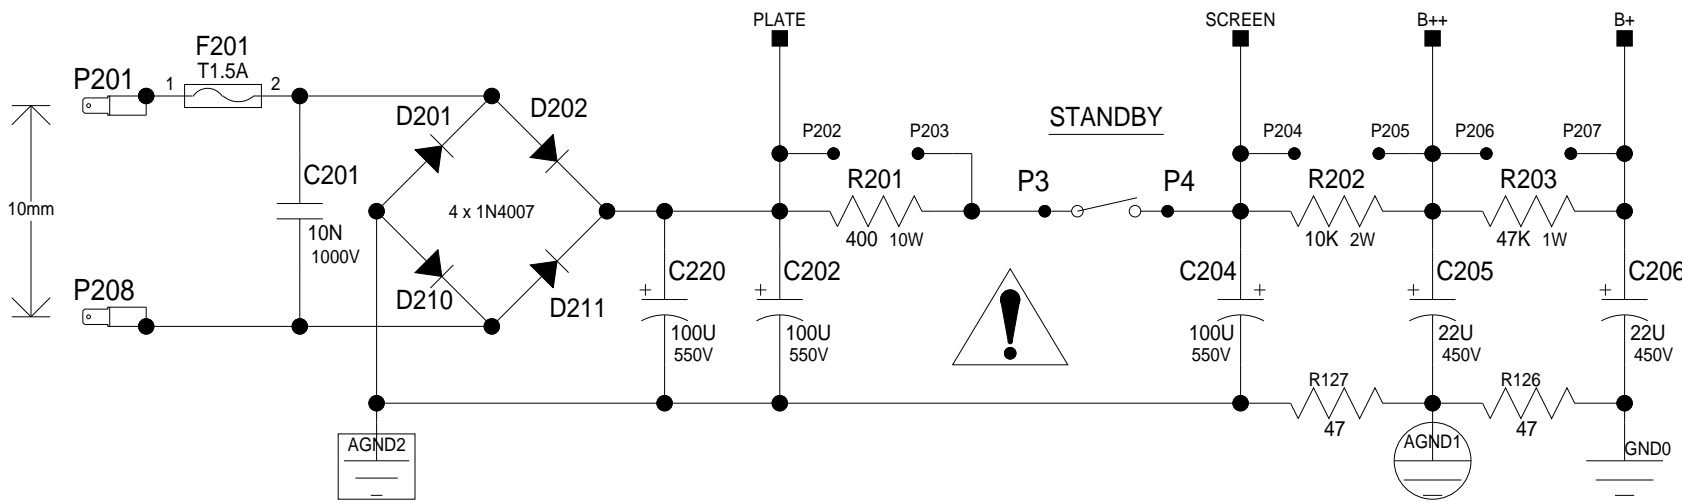 PLATE
SCREEN
B++
B+
F201
T1.5A
P201
1
2
D201
D202
STANDBY
P202
P203
P204
P205
P206
P207
C201
R201
P3
P4
R202
R203
10mm
4 x 1N4007
10N
1000V
400 10W
10K 2W
47K 1W
P208
D210
D211
C220
C202
C204
C205
C206
+
+
+
+
+
100U
550V
100U
550V
100U
550V
22U
450V
22U
450V
R127
R126
47
47
AGND2
AGND1
GND0